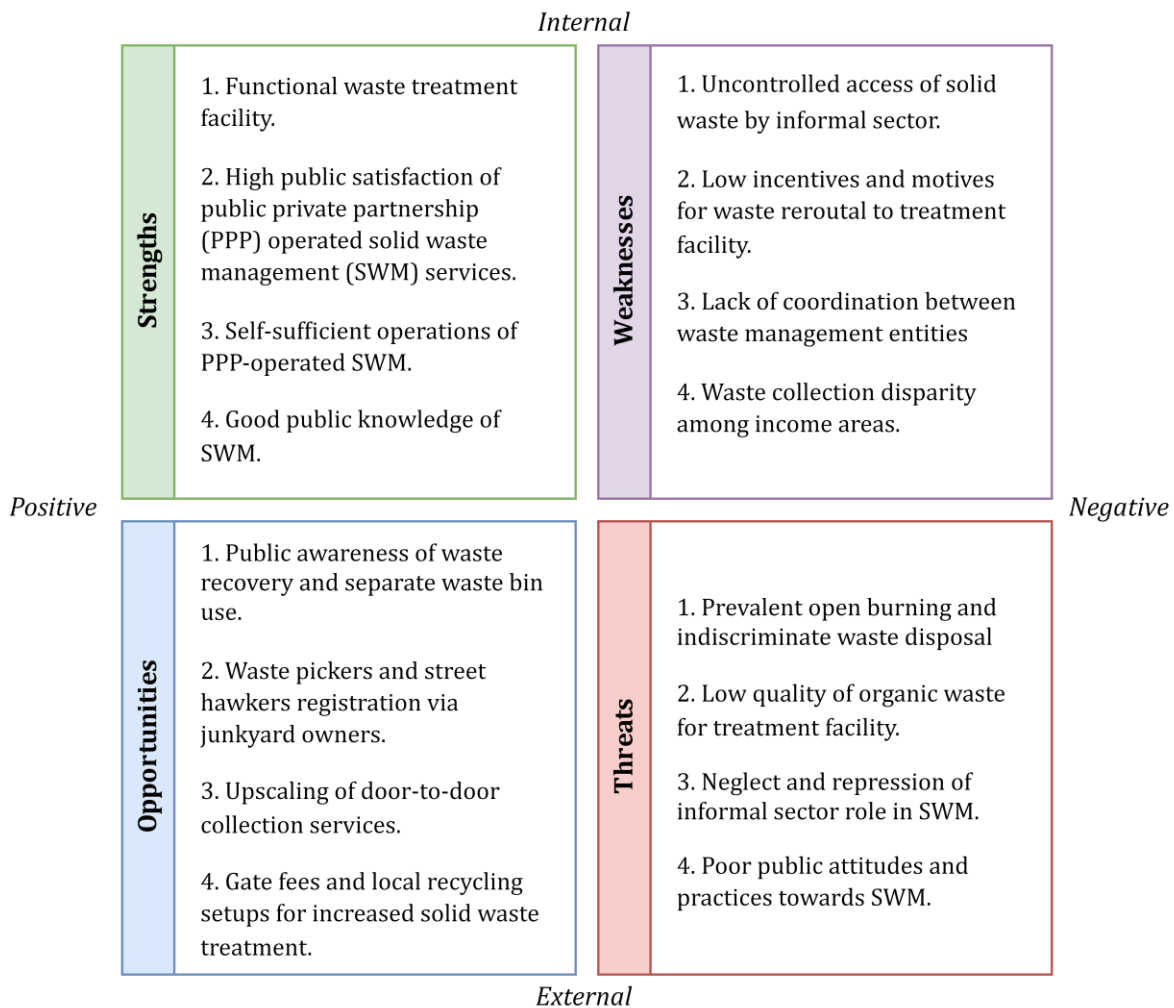 Internal
Strengths
1. Functional waste treatment
facility.
2. High public satisfaction of
public private partnership
(PPP) operated solid waste
management (SWM) services.
3. Self-sufficient operations of
PPP-operated SWM.
4. Good public knowledge of
SWM.
Weaknesses
1. Uncontrolled access of solid
waste by informal sector.
2. Low incentives and motives
for waste reroutal to treatment
facility.
3. Lack of coordination between
waste management entities
4. Waste collection disparity
among income areas.
Positive
Negative
Opportunities
1. Public awareness of waste
recovery and separate waste bin
use.
2. Waste pickers and street
hawkers registration via
junkyard owners.
3. Upscaling of door-to-door
collection services.
4. Gate fees and local recycling
setups for increased solid waste
treatment.
Threats
1. Prevalent open burning and
indiscriminate waste disposal
2. Low quality of organic waste
for treatment facility.
3. Neglect and repression of
informal sector role in SWM.
4. Poor public attitudes and
practices towards SWM.
External